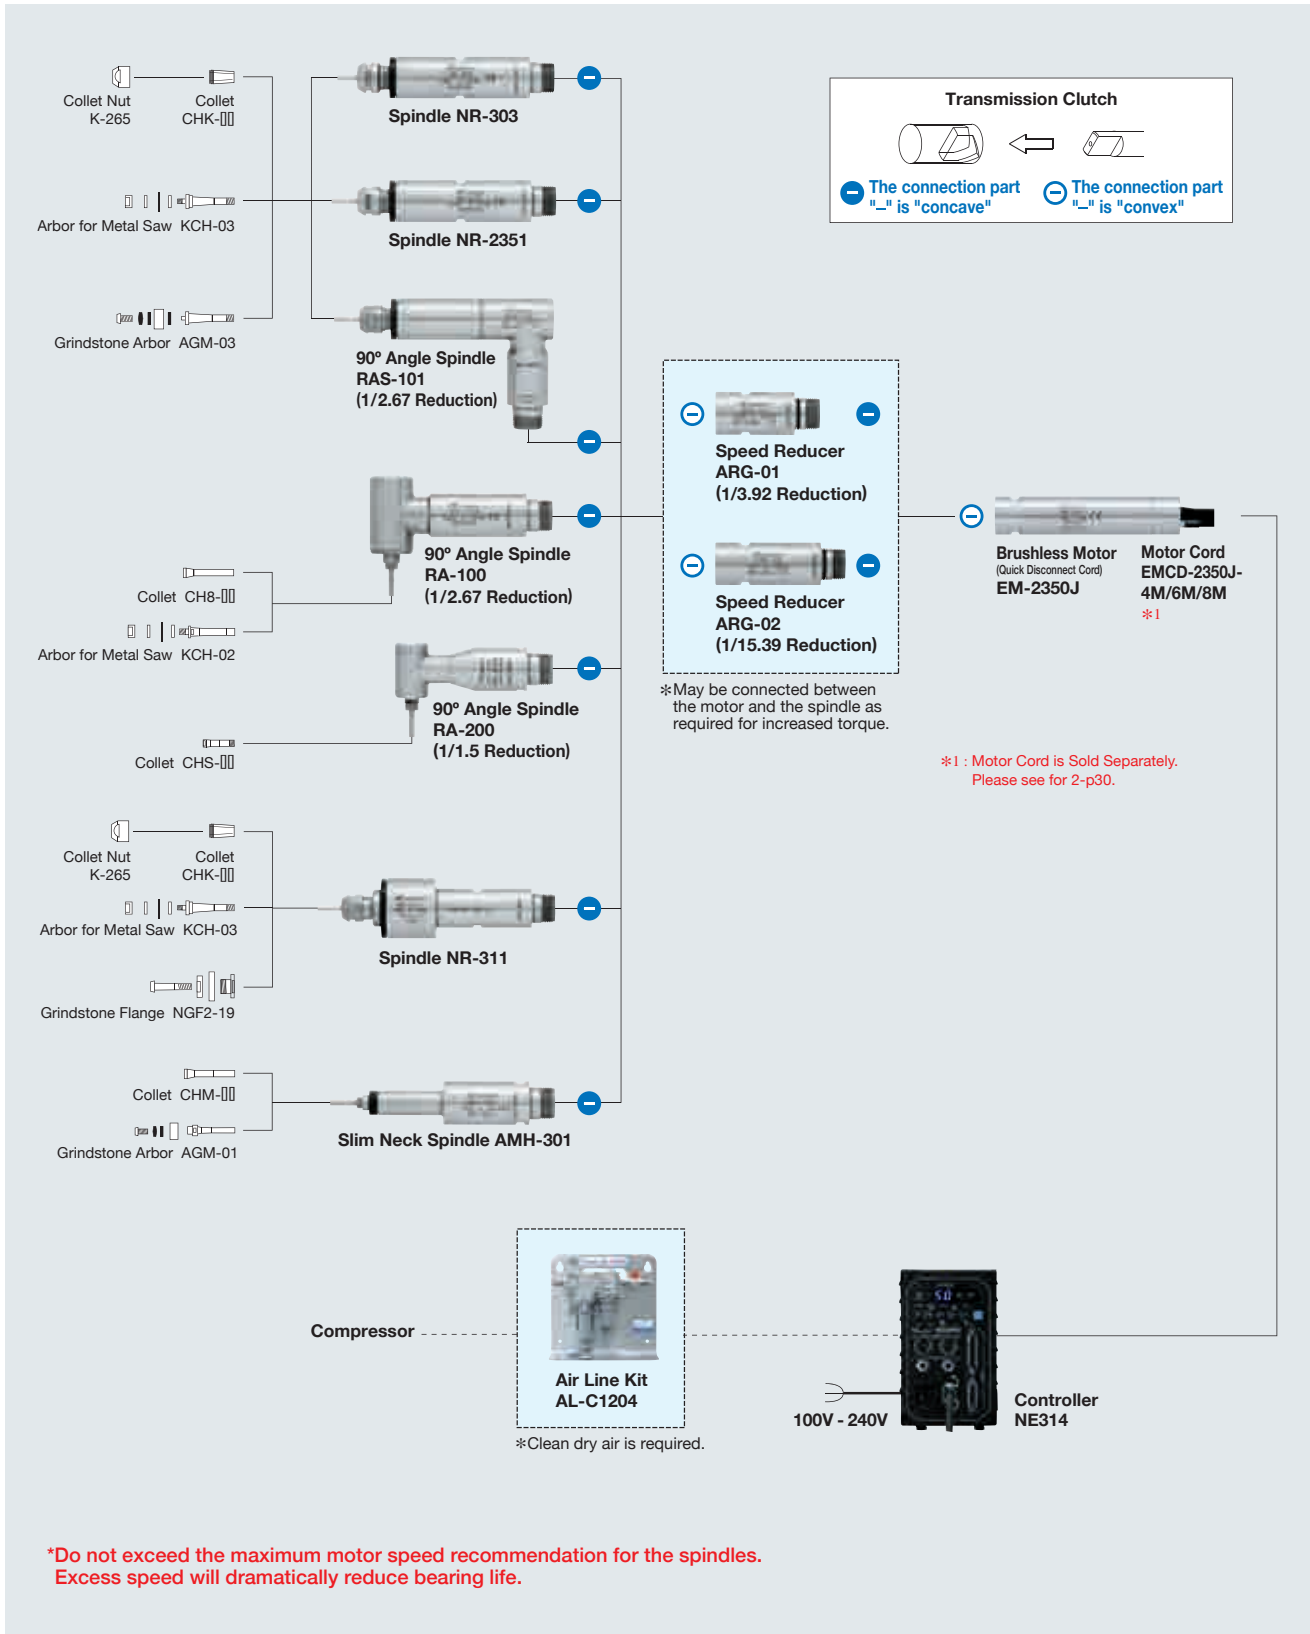 Collet Nut
K-265
Collet
CHK-▯▯
Arbor for Metal Saw KCH-03
Grindstone Arbor AGM-03
Spindle NR-303
Spindle NR-2351
90º Angle Spindle
RAS-101
(1/2.67 Reduction)
Transmission Clutch
The connection part
"–" is "concave"
The connection part
"–" is "convex"
90º Angle Spindle
RA-100
(1/2.67 Reduction)
Collet CH8-▯▯
Arbor for Metal Saw KCH-02
90º Angle Spindle
RA-200
(1/1.5 Reduction)
Collet CHS-▯▯
Speed Reducer
ARG-01
(1/3.92 Reduction)
Speed Reducer
ARG-02
(1/15.39 Reduction)
*May be connected between
the motor and the spindle as
required for increased torque.
Brushless Motor
(Quick Disconnect Cord)
EM-2350J
Motor Cord
EMCD-2350J-
4M/6M/8M
*1
*1 : Motor Cord is Sold Separately.
Please see for 2-p30.
Collet Nut
K-265
Collet
CHK-▯▯
Arbor for Metal Saw KCH-03
Grindstone Flange NGF2-19
Spindle NR-311
Collet CHM-▯▯
Grindstone Arbor AGM-01
Slim Neck Spindle AMH-301
Compressor
Air Line Kit
AL-C1204
*Clean dry air is required.
50
100V - 240V
Controller
NE314
*Do not exceed the maximum motor speed recommendation for the spindles.
Excess speed will dramatically reduce bearing life.